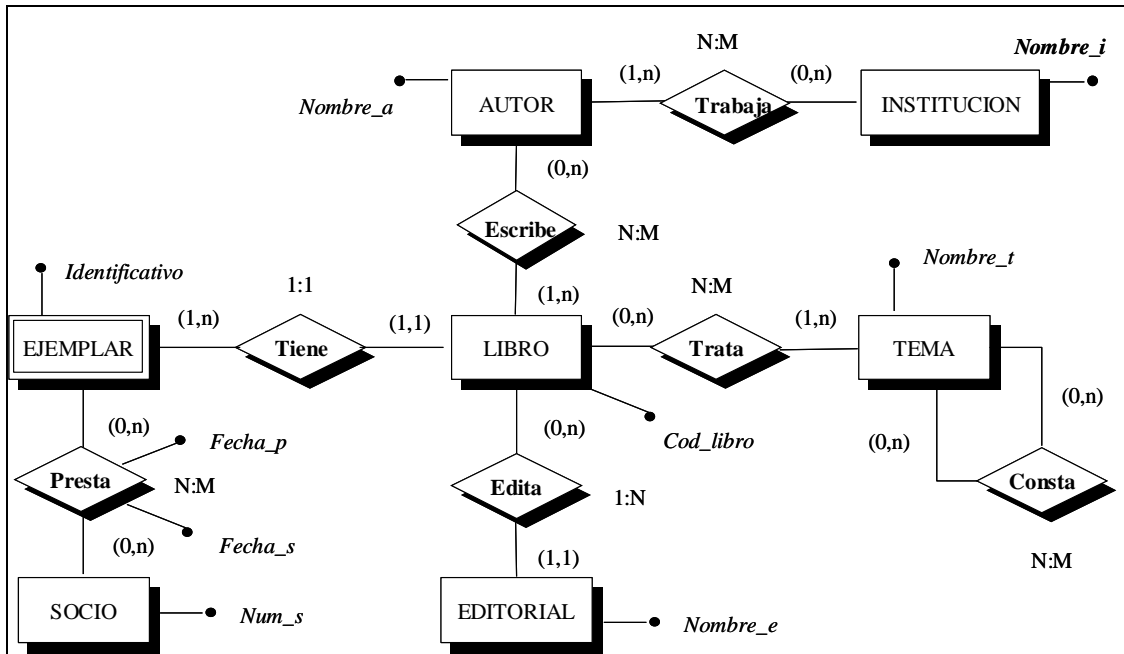 N:M
Nombre_i
(1,n)
(0,n)
AUTOR
Trabaja
INSTITUCION
Nombre_a
(0,n)
Escribe
N:M
Nombre_t
Identificativo
1:1
N:M
(1,n)
(1,1)
(1,n)
(0,n)
(1,n)
EJEMPLAR
Tiene
LIBRO
Trata
TEMA
(0,n)
(0,n)
Fecha_p
(0,n)
Cod_libro
(0,n)
Presta
N:M
Edita
1:N
Consta
Fecha_s
(0,n)
(1,1)
N:M
SOCIO
Num_s
EDITORIAL
Nombre_e